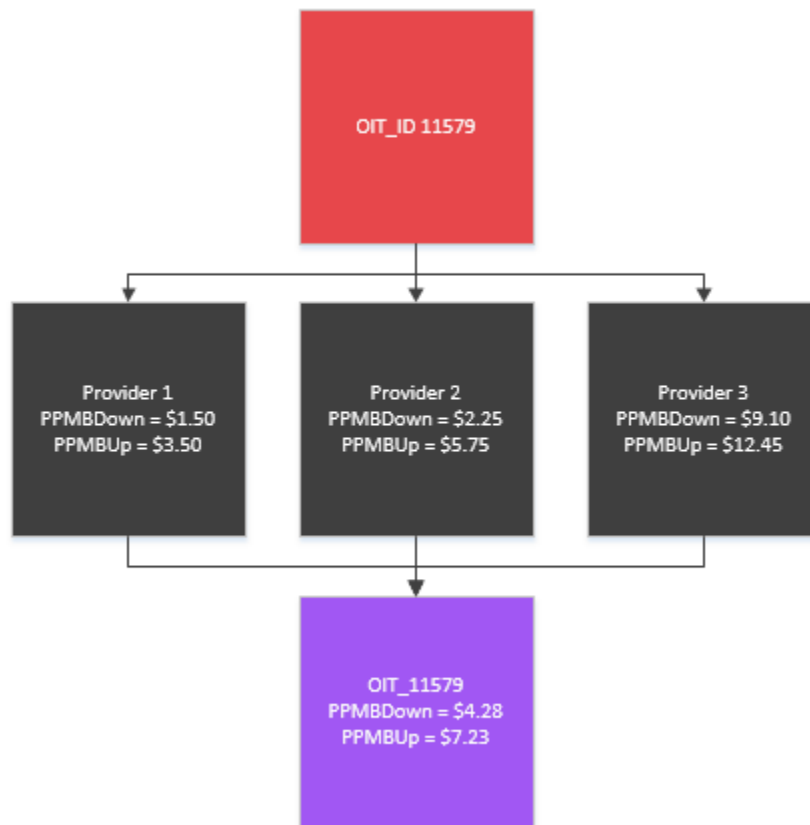 OIT_ID 11579
Provider 1
PPMBDown = $1.50
PPMBUp = $3.50
Provider 2
PPMBDown = $2.25
PPMBUp = $5.75
Provider 3
PPMBDown = $9.10
PPMBUp = $12.45
OIT_11579
PPMBDown = $4.28
PPMBUp = $7.23